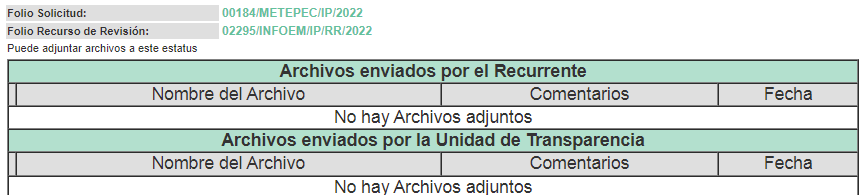 Folio Solicitud: 00184/METEPEC/IP/2022
Folio Recurso de Revisión: 02295/INFOEM/IP/RR/2022
Puede adjuntar archivos a este estatus
Archivos enviados por el Recurrente
Nombre del Archivo Comentarios Fecha
No hay Archivos adjuntos
Archivos enviados por la Unidad de Transparencia
Nombre del Archivo Comentarios Fecha
No hay Archivos adjuntos